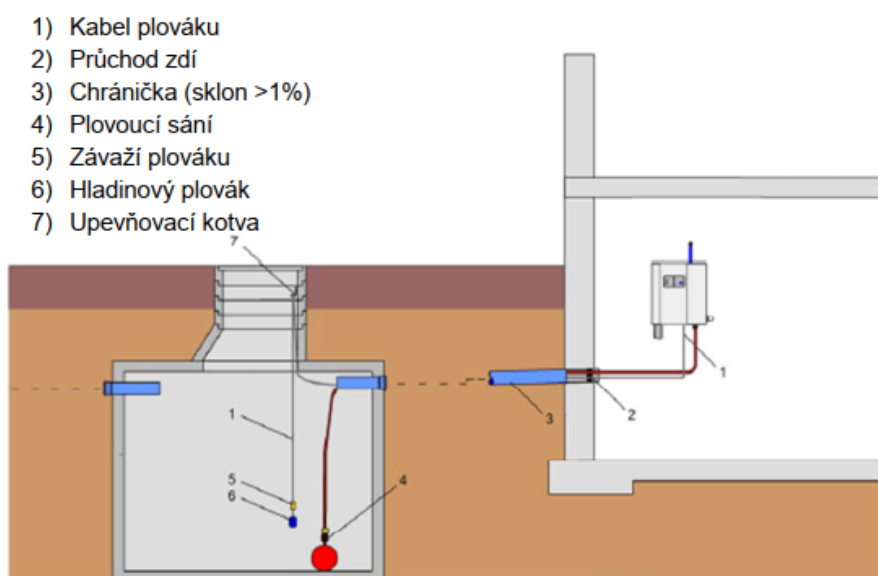 1) Kabel plováku
2) Průchod zdí
3) Chránička (sklon >1%)
4) Plovoucí sání
5) Závaží plováku
6) Hladinový plovák
7) Upevňovací kotva
7
1
3
2
1
5
4
6